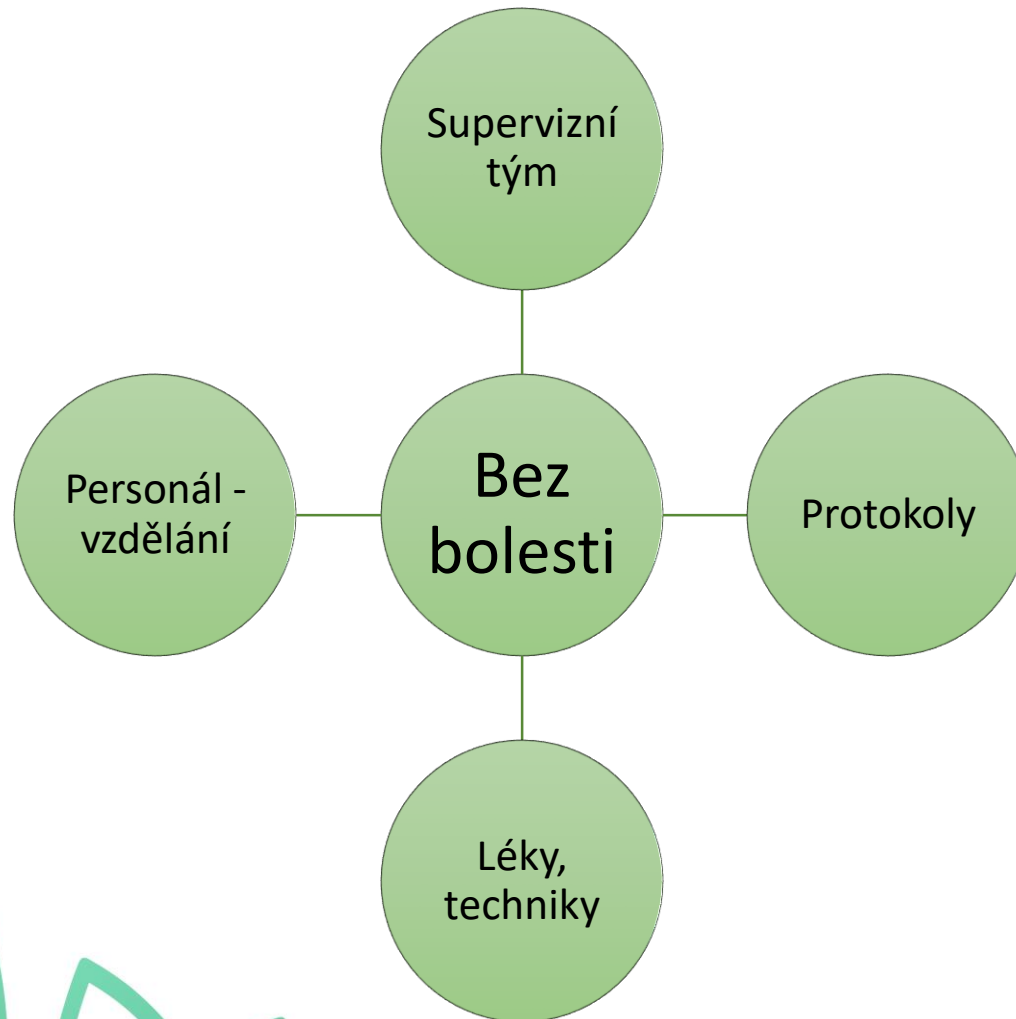 Supervizní
tým
Personál -
vzdělání
Bez
bolesti
Protokoly
Léky,
techniky